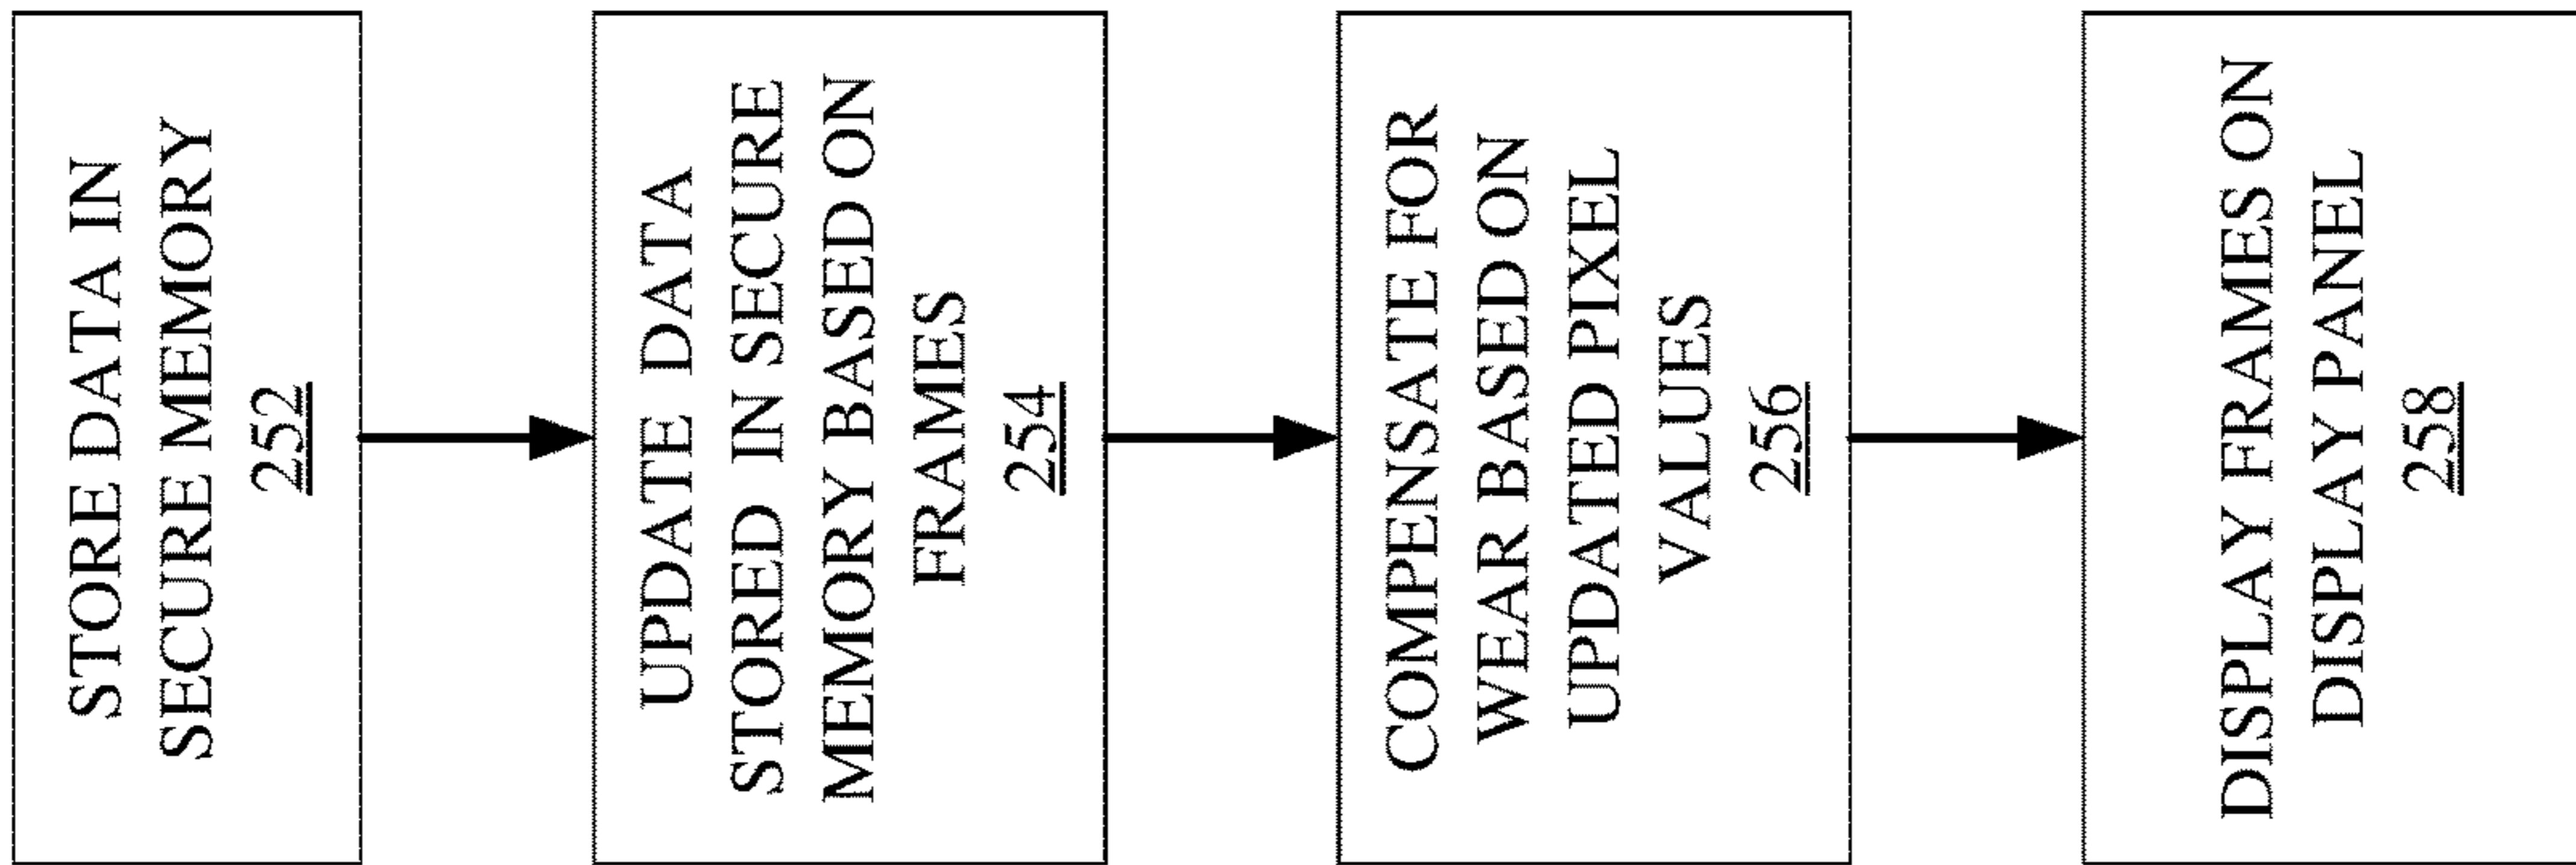 STORE DATA IN
SECURE MEMORY
252
UPDATE DATA
STORED IN SECURE
MEMORY BASED ON
FRAMES
254
COMPENSATE FOR
WEAR BASED ON
UPDATED PIXEL
VALUES
256
DISPLAY FRAMES ON
DISPLAY PANEL
258